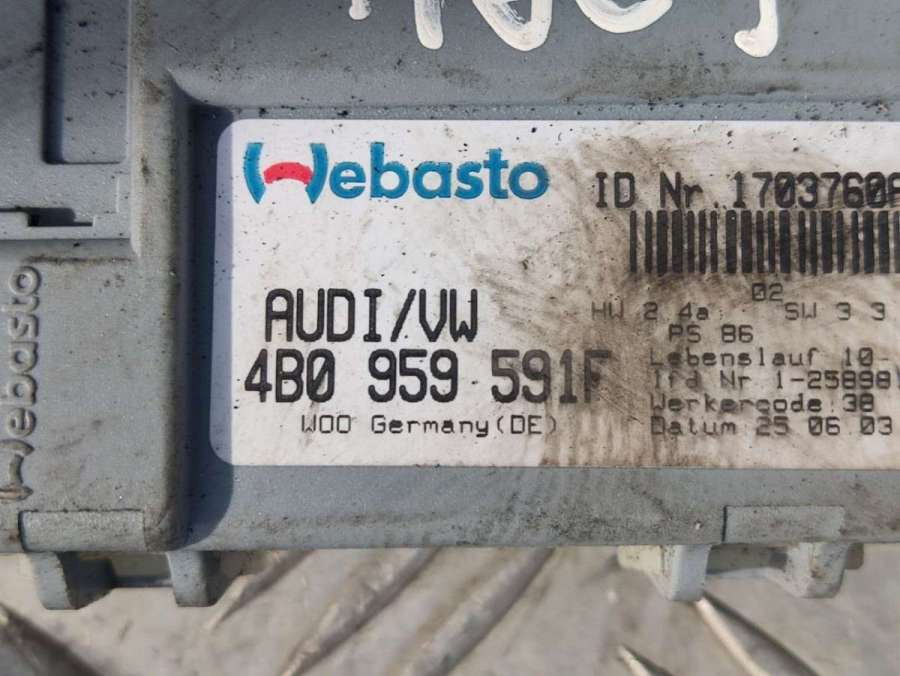 Webasto
ID Nr. 1703760A
AUDI/VW
4B0 959 591F
W00 Germany(DE)
02
HW 2.4a SW 3 3
PS 86
Lebenslauf 10-
lfd Nr 1-25898
Werkercode 38
Datum 25 06 03
Webasto